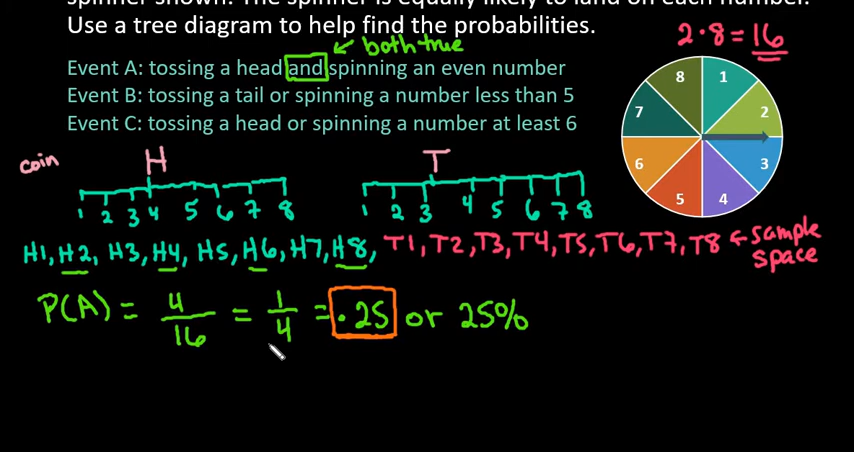 spinner shown. The spinner is equally likely to land on each number.
Use a tree diagram to help find the probabilities.
2·8=16
← both true
Event A: tossing a head and spinning an even number
Event B: tossing a tail or spinning a number less than 5
Event C: tossing a head or spinning a number at least 6
8 1
7 2
6 3
5 4
coin H T
1 2 3 4 5 6 7 8 1 2 3 4 5 6 7 8
H1, H2, H3, H4, H5, H6, H7, H8, T1, T2, T3, T4, T5, T6, T7, T8 ← sample space
P(A) = 4/16 = 1/4 = .25 or 25%